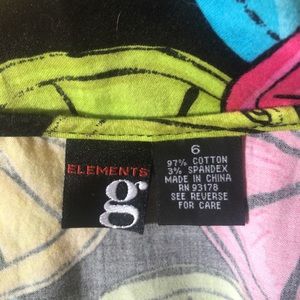 ELEMENTS
g
6
97% COTTON
3% SPANDEX
MADE IN CHINA
RN 93178
SEE REVERSE
FOR CARE